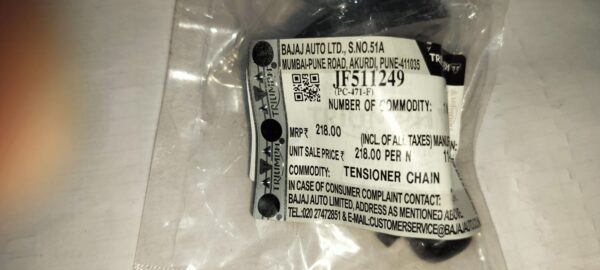 BAJAJ AUTO LTD., S.NO.51A
MUMBAI-PUNE ROAD, AKURDI, PUNE-411035
JF511249
(PC-471-F)
NUMBER OF COMMODITY:
MRP ₹ 218.00 (INCL.OF ALL TAXES)
UNIT SALE PRICE ₹ 218.00 PER N
COMMODITY: TENSIONER CHAIN
IN CASE OF CONSUMER COMPLAINT CONTACT:
BAJAJ AUTO LIMITED, ADDRESS AS MENTIONED ABOVE.
TEL.:020 27472851 & E-MAIL:CUSTOMERSERVICE@BAJAJAUTO.CO
TRIUMPH
TRIUMPH